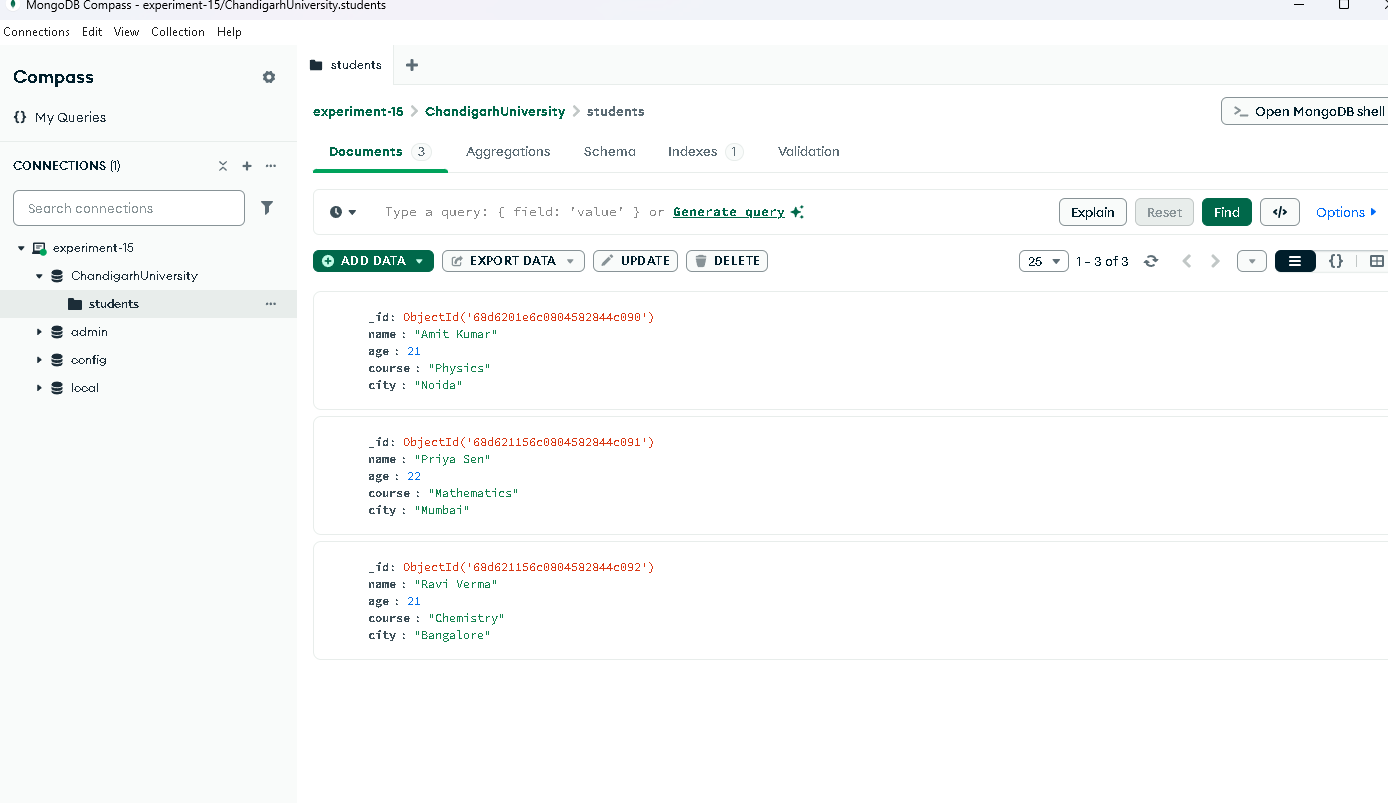 MongoDB Compass - experiment-15/ChandigarhUniversity.students
Connections Edit View Collection Help
Compass
{} My Queries
CONNECTIONS (1)
Search connections
experiment-15
ChandigarhUniversity
students
admin
config
local
students
experiment-15 > ChandigarhUniversity > students
>_ Open MongoDB shell
Documents 3 Aggregations Schema Indexes 1 Validation
Type a query: { field: 'value' } or Generate query
Explain Reset Find </> Options
ADD DATA EXPORT DATA UPDATE DELETE
25 1 – 3 of 3 {}
_id: ObjectId('68d6201e6c0804582844c090')
name : "Amit Kumar"
age : 21
course : "Physics"
city : "Noida"
_id: ObjectId('68d621156c0804582844c091')
name : "Priya Sen"
age : 22
course : "Mathematics"
city : "Mumbai"
_id: ObjectId('68d621156c0804582844c092')
name : "Ravi Verma"
age : 21
course : "Chemistry"
city : "Bangalore"